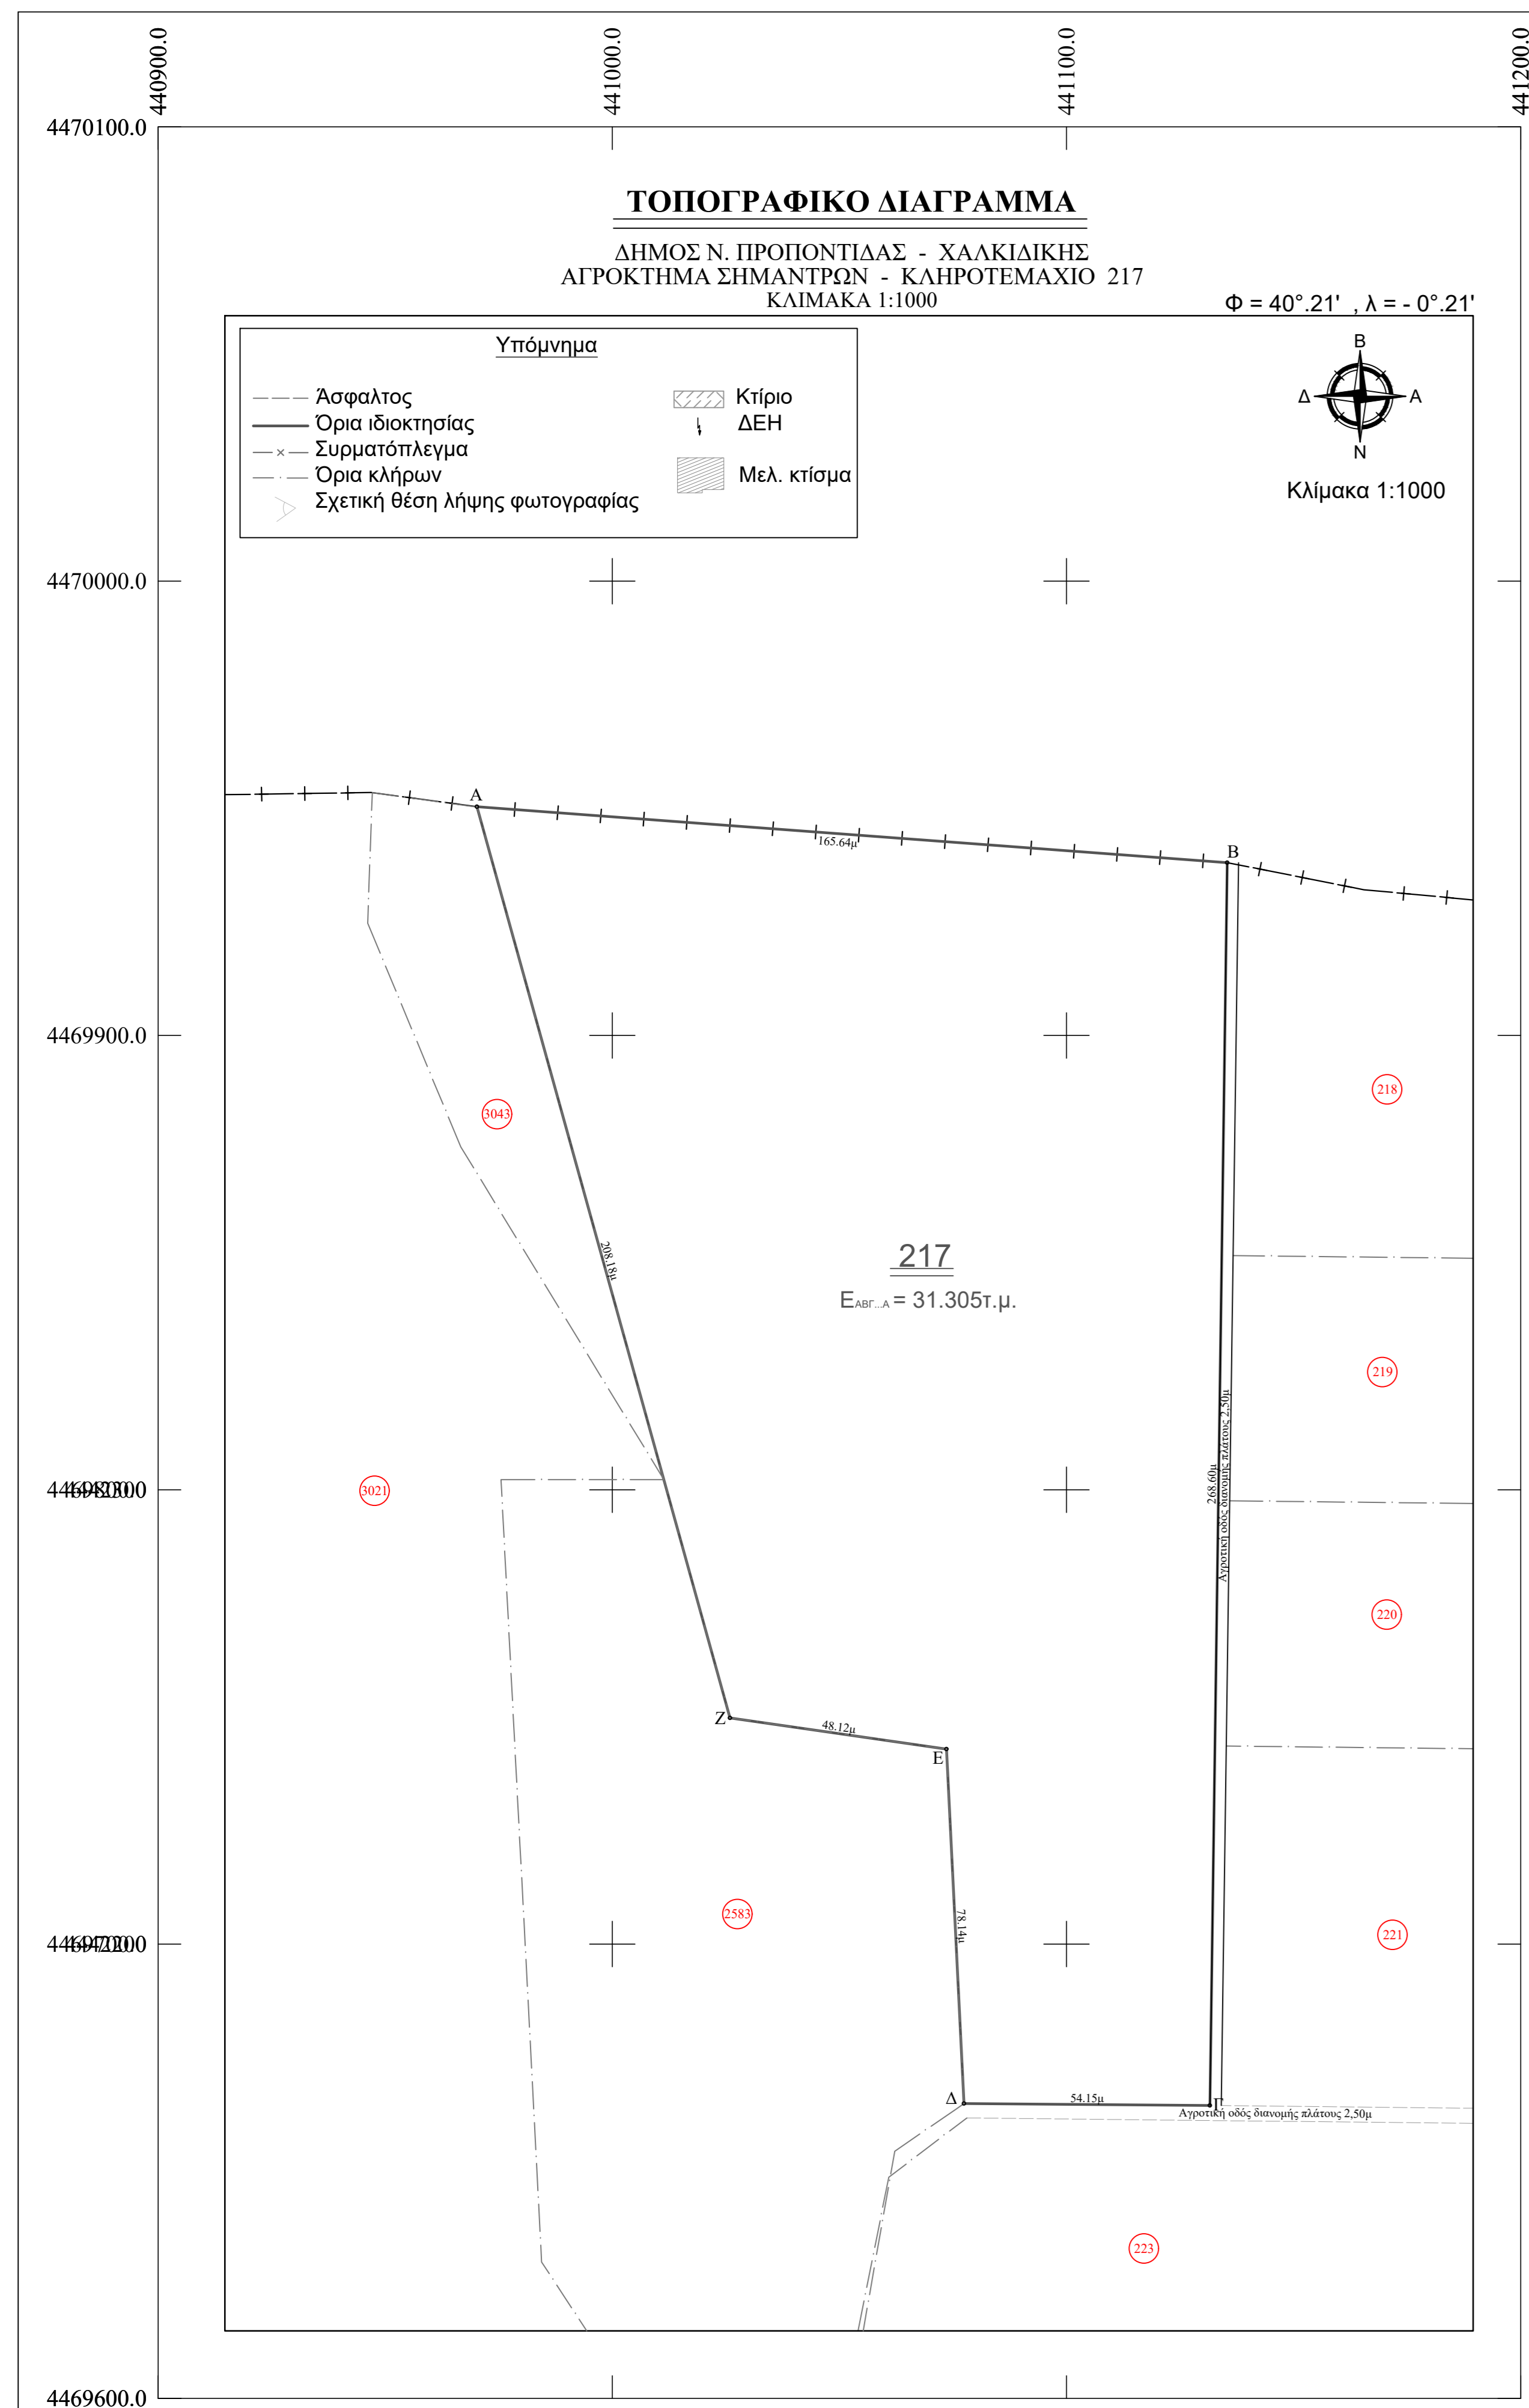 440900.0
441000.0
441100.0
441200.0
4470100.0
ΤΟΠΟΓΡΑΦΙΚΟ ΔΙΑΓΡΑΜΜΑ
ΔΗΜΟΣ Ν. ΠΡΟΠΟΝΤΙΔΑΣ - ΧΑΛΚΙΔΙΚΗΣ
ΑΓΡΟΚΤΗΜΑ ΣΗΜΑΝΤΡΩΝ - ΚΛΗΡΟΤΕΜΑΧΙΟ 217
ΚΛΙΜΑΚΑ 1:1000
Φ = 40°.21' , λ = - 0°.21'
Υπόμνημα
Άσφαλτος
Όρια ιδιοκτησίας
Συρματόπλεγμα
Όρια κλήρων
Σχετική θέση λήψης φωτογραφίας
Κτίριο
ΔΕΗ
Μελ. κτίσμα
Β
Δ
Α
Ν
Κλίμακα 1:1000
4470000.0
Α
165.64μ
Β
4469900.0
3043
218
208.18μ
217
ΕΑΒΓ...Α = 31.305τ.μ.
219
268.60μ
Αγροτική οδός διανομής πλάτους 2,50μ
3021
220
Ζ
48.12μ
Ε
2583
78.14μ
221
Δ
54.15μ
Γ
Αγροτική οδός διανομής πλάτους 2,50μ
223
4469600.0